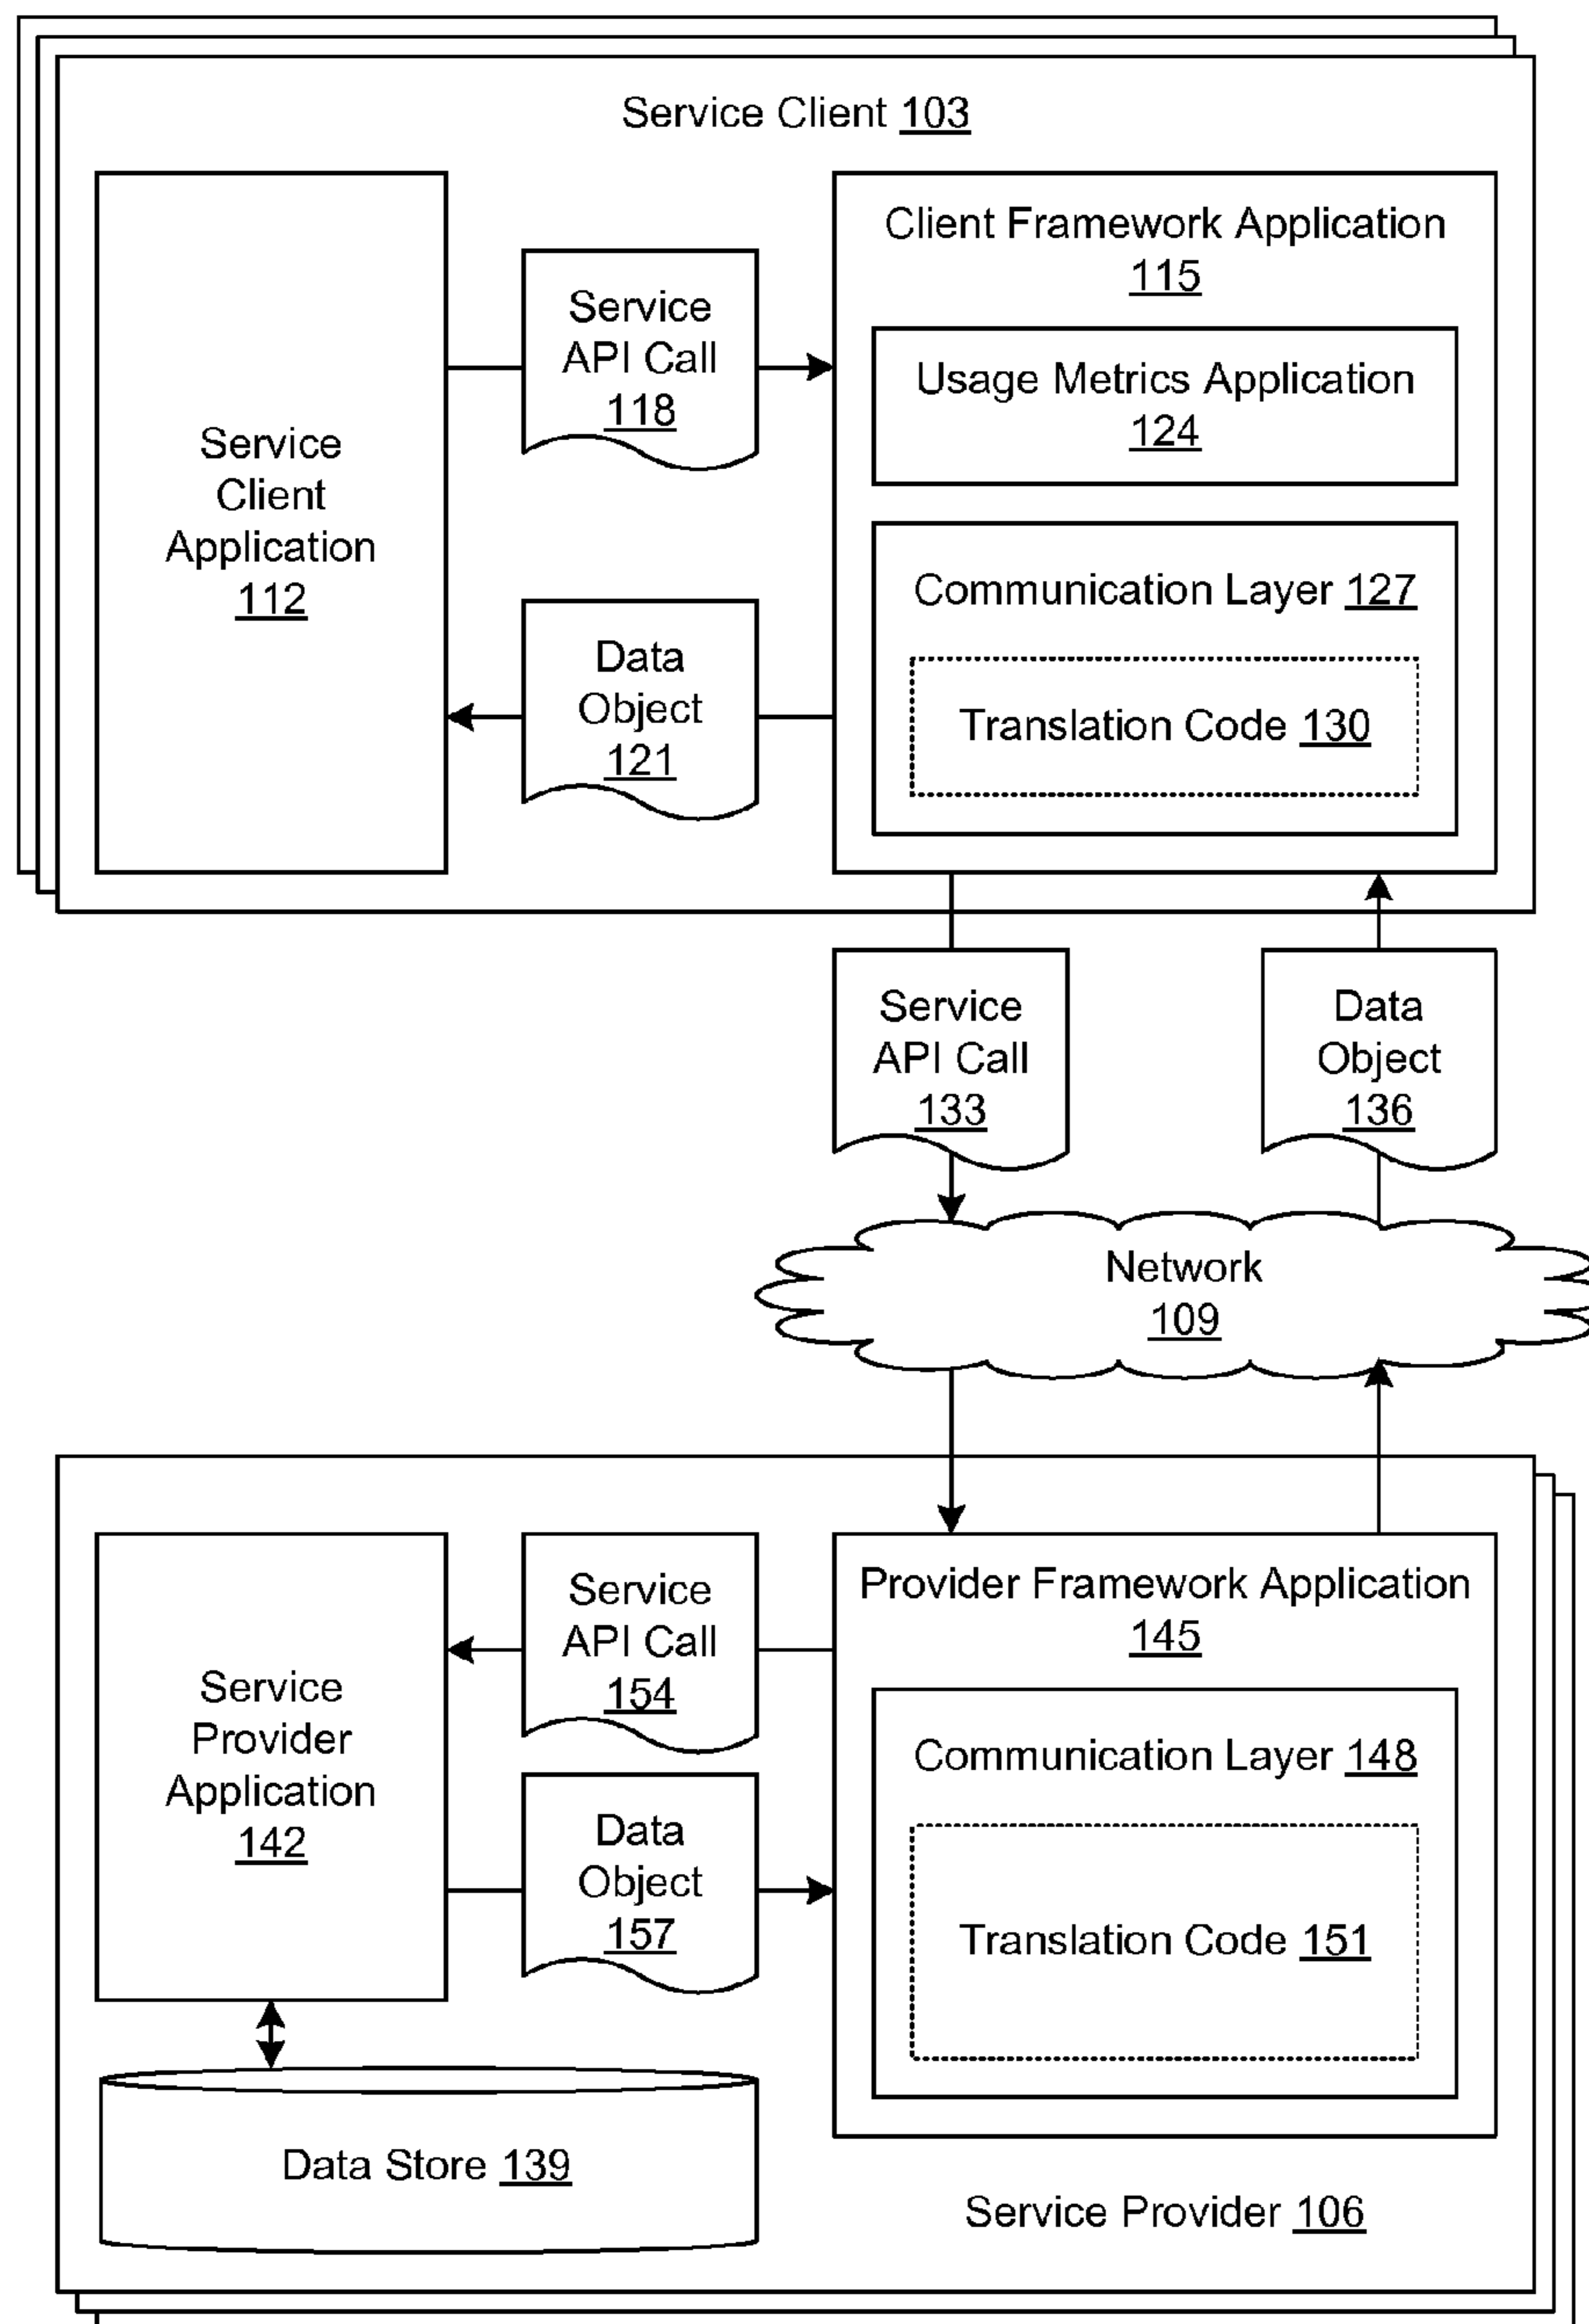 Service Client 103
Service
Client
Application
112
Service
API Call
118
Data
Object
121
Client Framework Application
115
Usage Metrics Application
124
Communication Layer 127
Translation Code 130
Service
API Call
133
Data
Object
136
Network
109
Service
Provider
Application
142
Service
API Call
154
Data
Object
157
Provider Framework Application
145
Communication Layer 148
Translation Code 151
Data Store 139
Service Provider 106